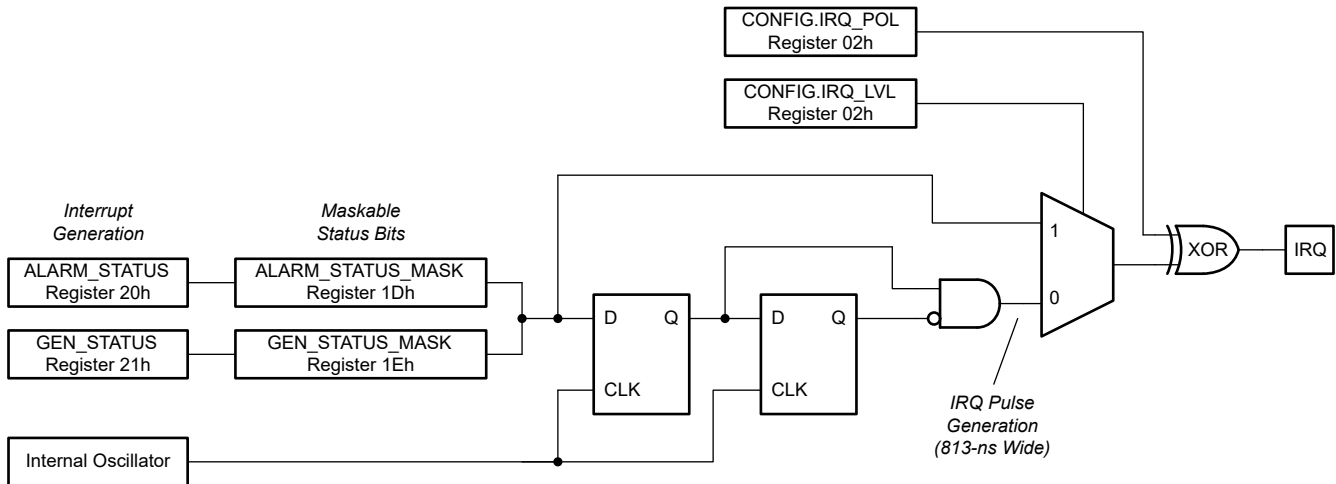 CONFIG.IRQ_POL
Register 02h
CONFIG.IRQ_LVL
Register 02h
Interrupt
Generation
Maskable
Status Bits
ALARM_STATUS
Register 20h
ALARM_STATUS_MASK
Register 1Dh
GEN_STATUS
Register 21h
GEN_STATUS_MASK
Register 1Eh
Internal Oscillator
D
Q
CLK
D
Q
CLK
1
0
XOR
IRQ
IRQ Pulse
Generation
(813-ns Wide)